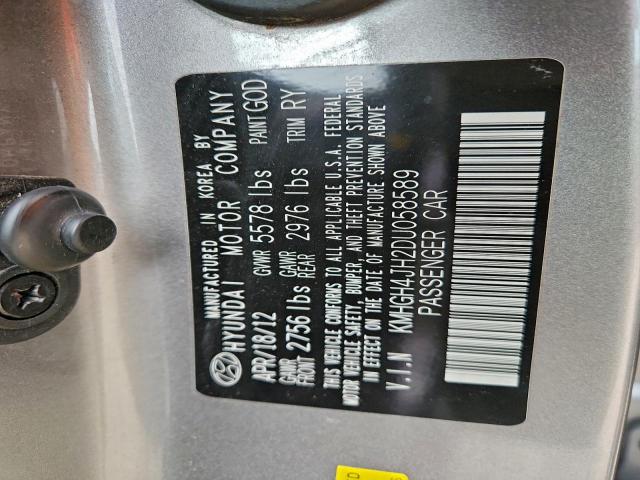 MANUFACTURED IN KOREA BY
HYUNDAI MOTOR COMPANY
APR/18/12 GVWR 5578 lbs PAINT GOD
GAWR FRONT 2756 lbs GAWR REAR 2976 lbs TRIM RY
THIS VEHICLE CONFORMS TO ALL APPLICABLE U.S.A. FEDERAL
MOTOR VEHICLE SAFETY, BUMPER, AND THEFT PREVENTION STANDARDS
IN EFFECT ON THE DATE OF MANUFACTURE SHOWN ABOVE
V.I.N KMHGH4JH2DU058589
PASSENGER CAR